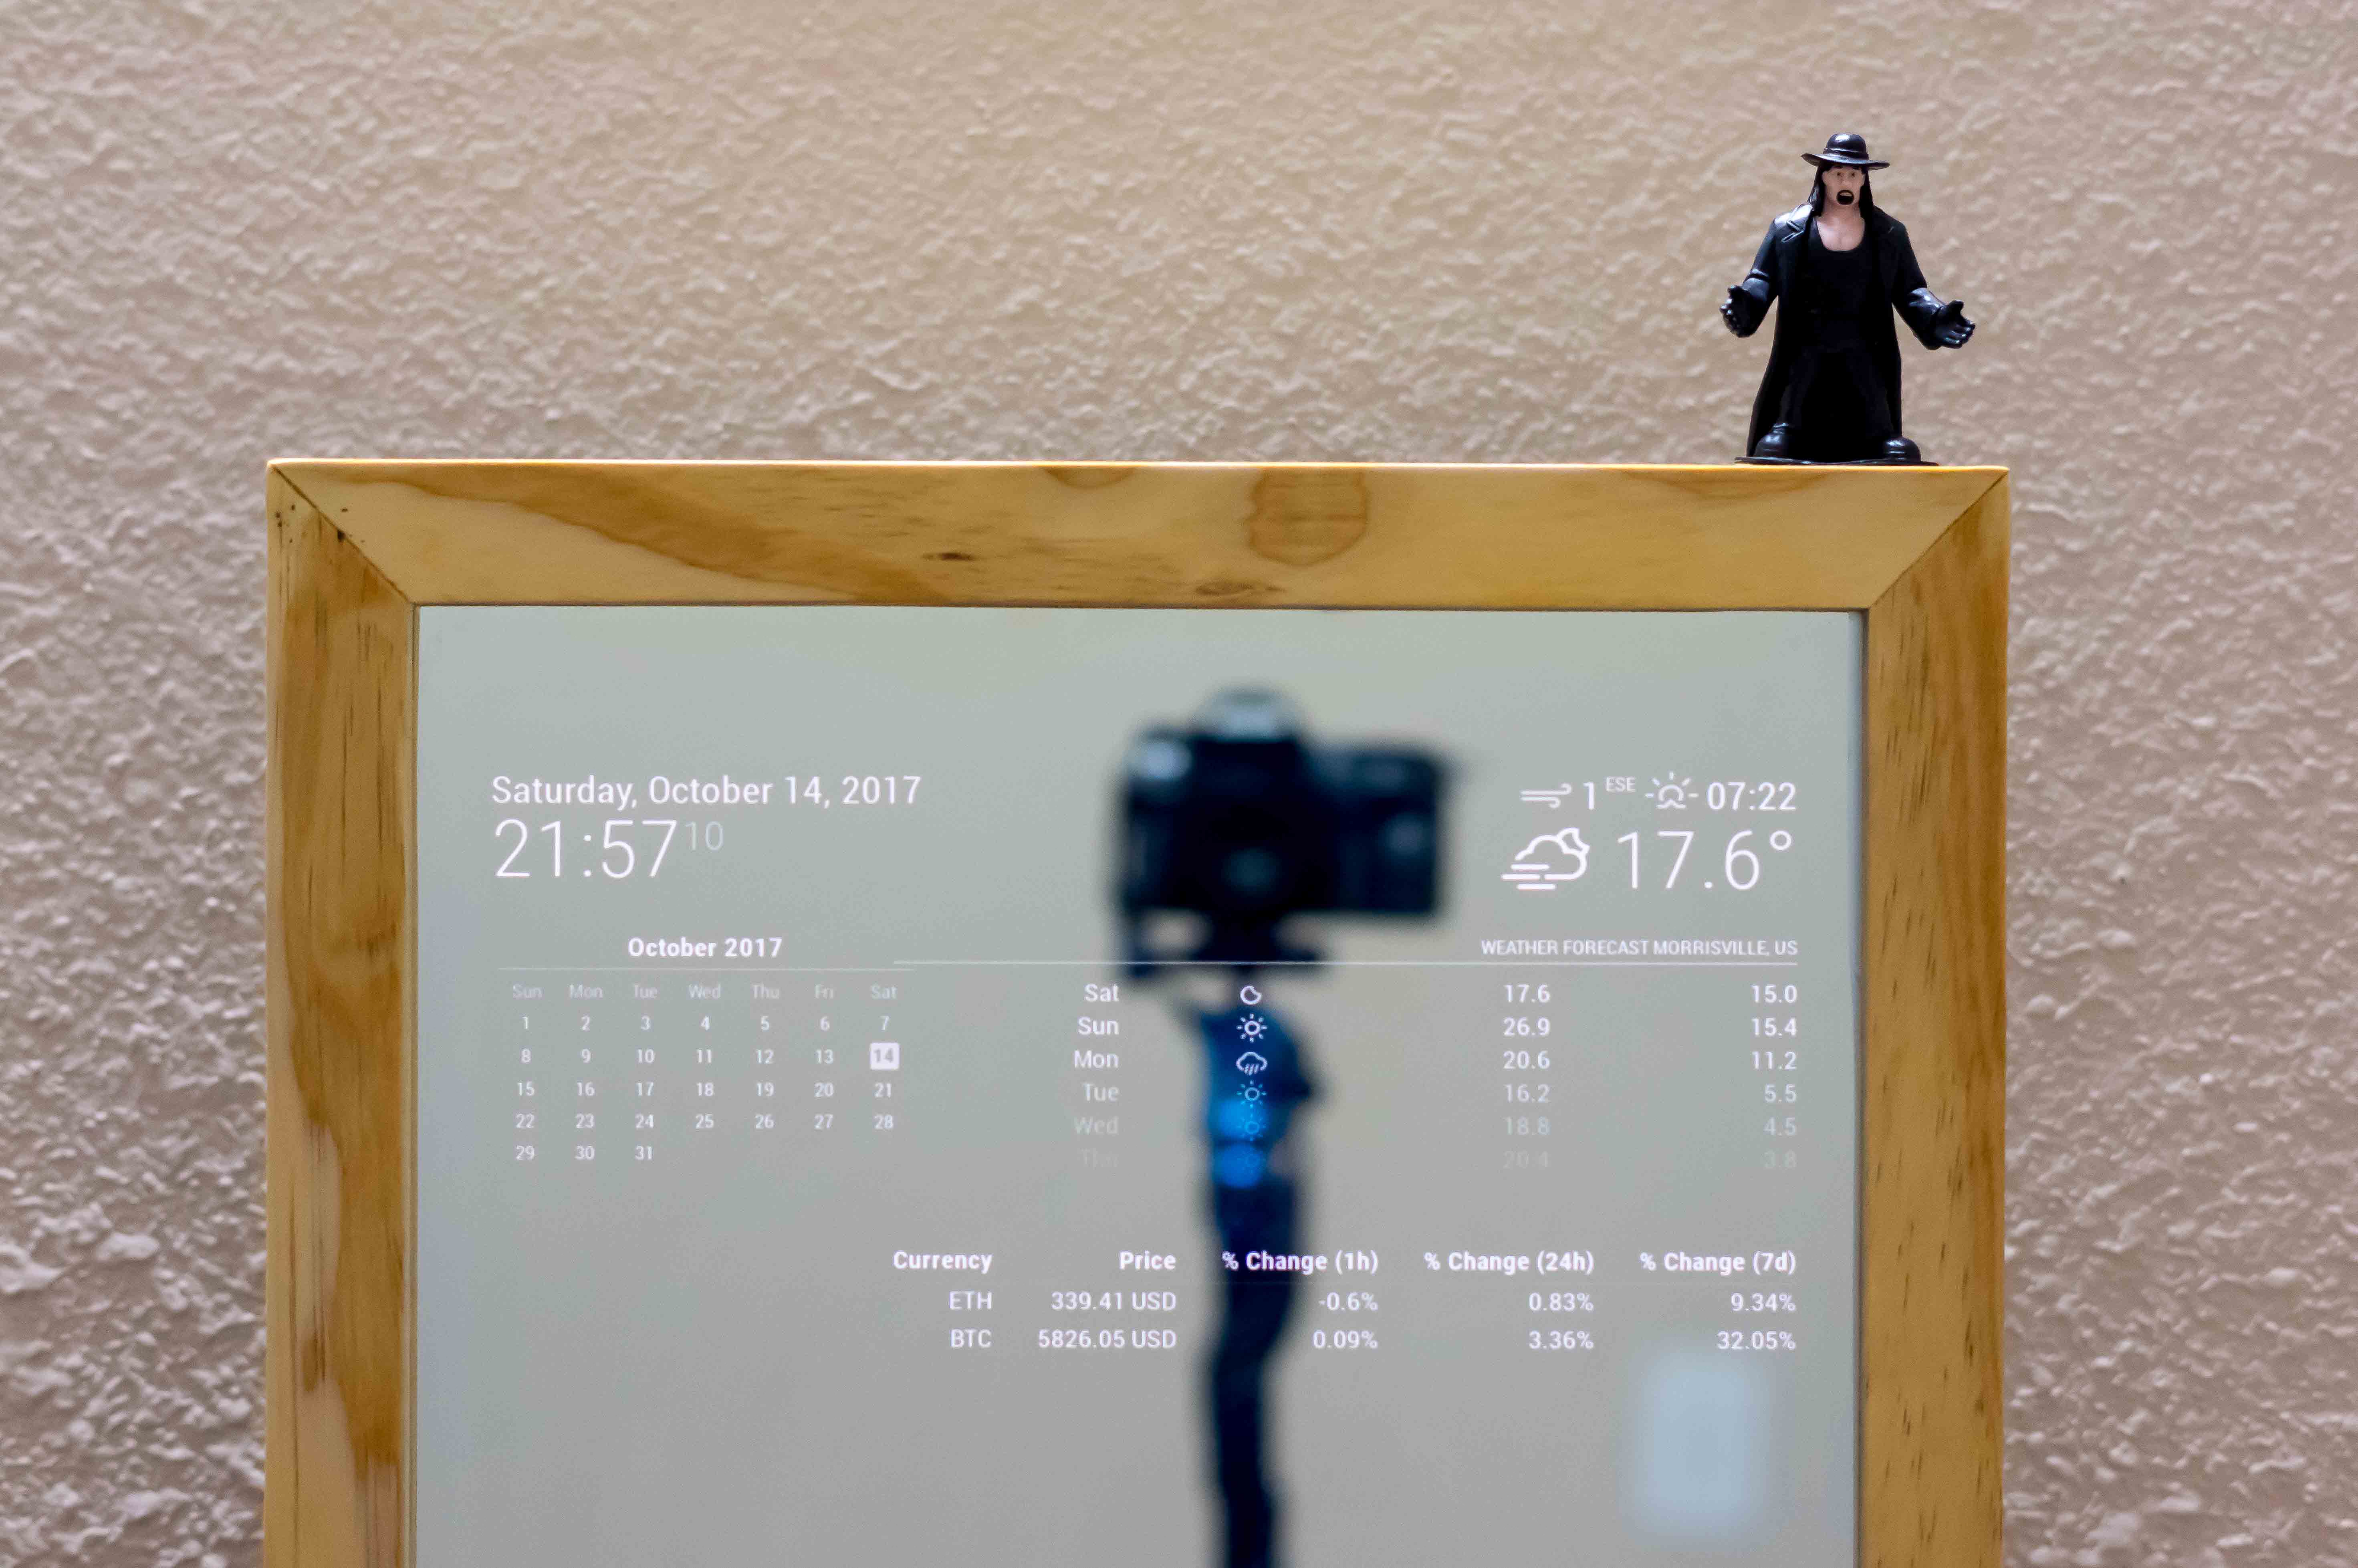 Saturday, October 14, 2017
21:57 10
1 ESE 07:22
17.6°
October 2017
Sun Mon Tue Wed Thu Fri Sat
1 2 3 4 5 6 7
8 9 10 11 12 13 14
15 16 17 18 19 20 21
22 23 24 25 26 27 28
29 30 31
WEATHER FORECAST MORRISVILLE, US
Sat 17.6 15.0
Sun 26.9 15.4
Mon 20.6 11.2
Tue 16.2 5.5
Wed 18.8 4.5
Thu 20.4 3.8
Currency Price % Change (1h) % Change (24h) % Change (7d)
ETH 339.41 USD -0.6% 0.83% 9.34%
BTC 5826.05 USD 0.09% 3.36% 32.05%